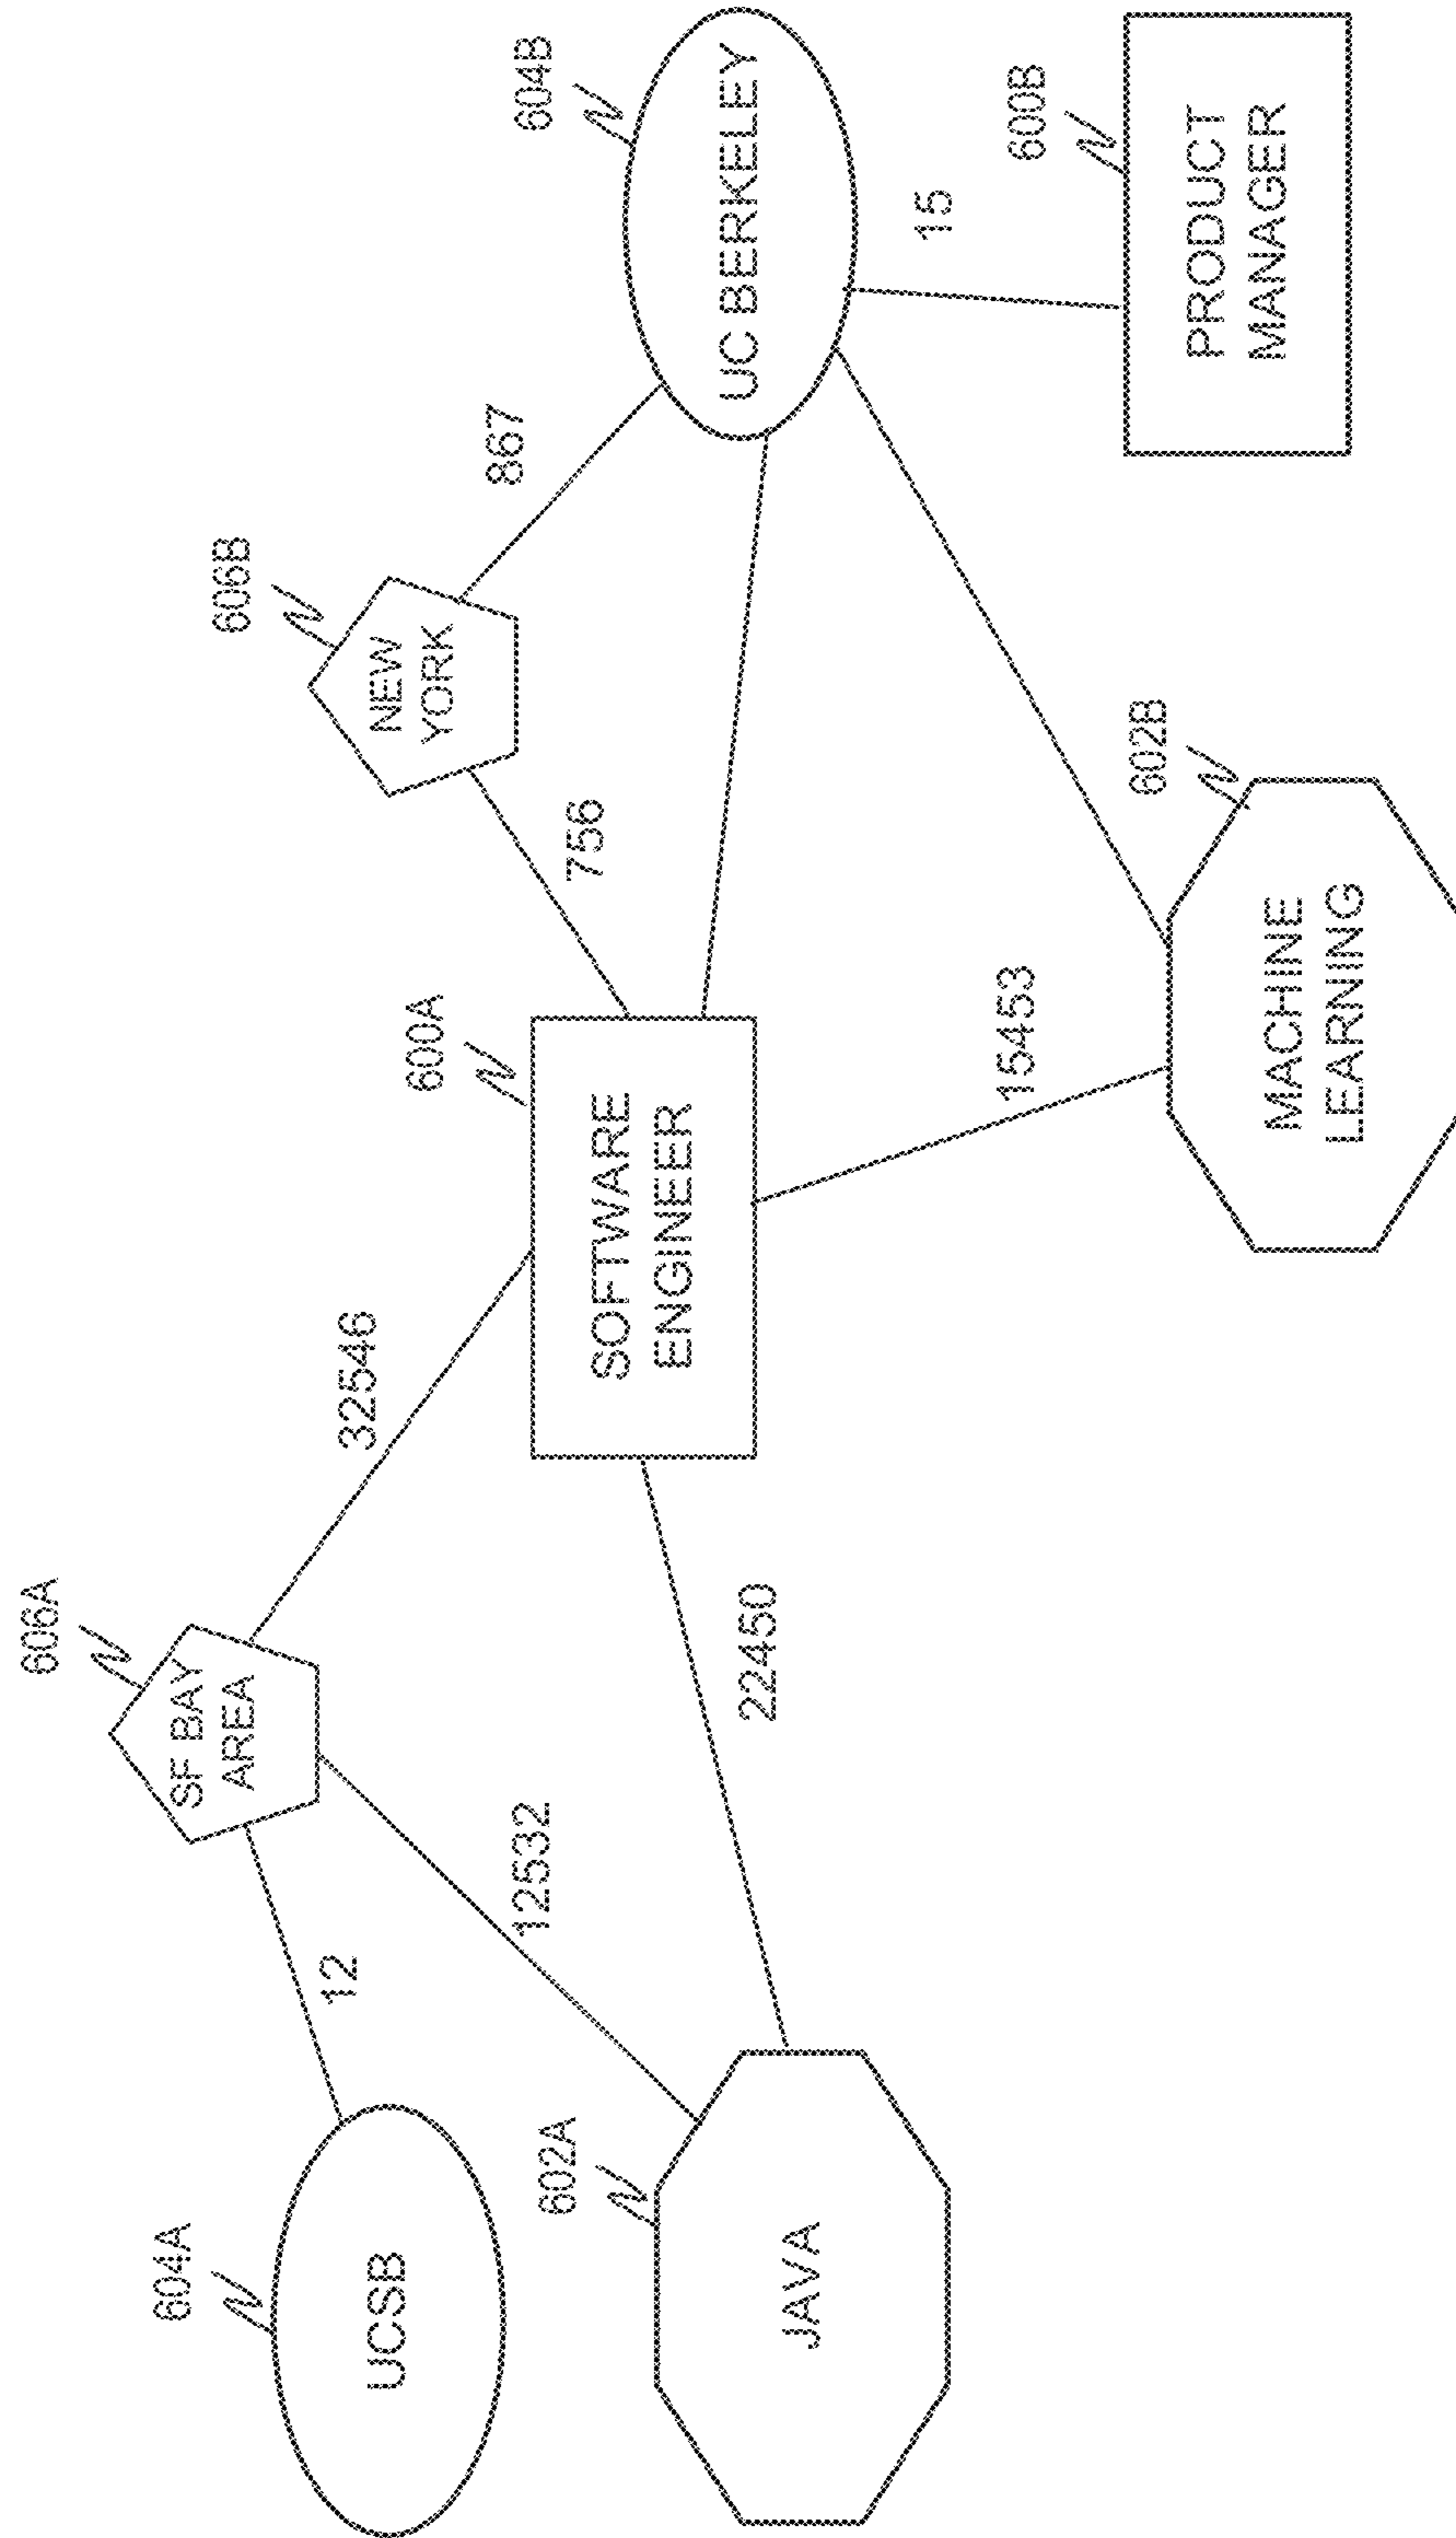 606A
SF BAY
AREA
606B
NEW
YORK
604A
UCSB
12
32546
867
604B
UC BERKELEY
600A
756
602A
12532
SOFTWARE
ENGINEER
JAVA
22450
15
15453
600B
PRODUCT
MANAGER
602B
MACHINE
LEARNING